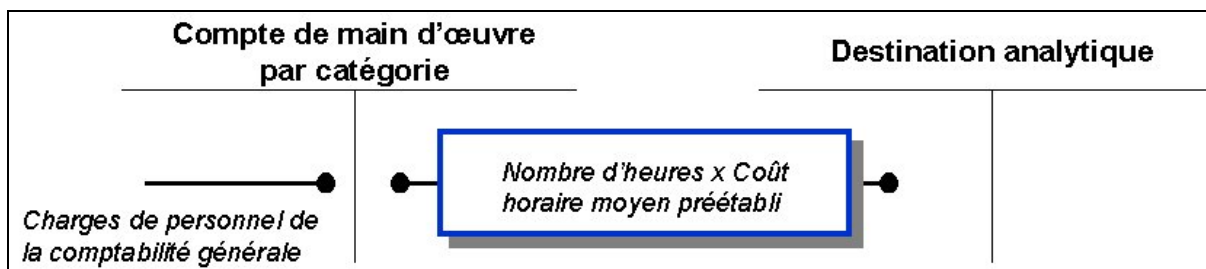 Compte de main d'œuvre
par catégorie
Destination analytique
Nombre d'heures x Coût
horaire moyen préétabli
Charges de personnel de
la comptabilité générale